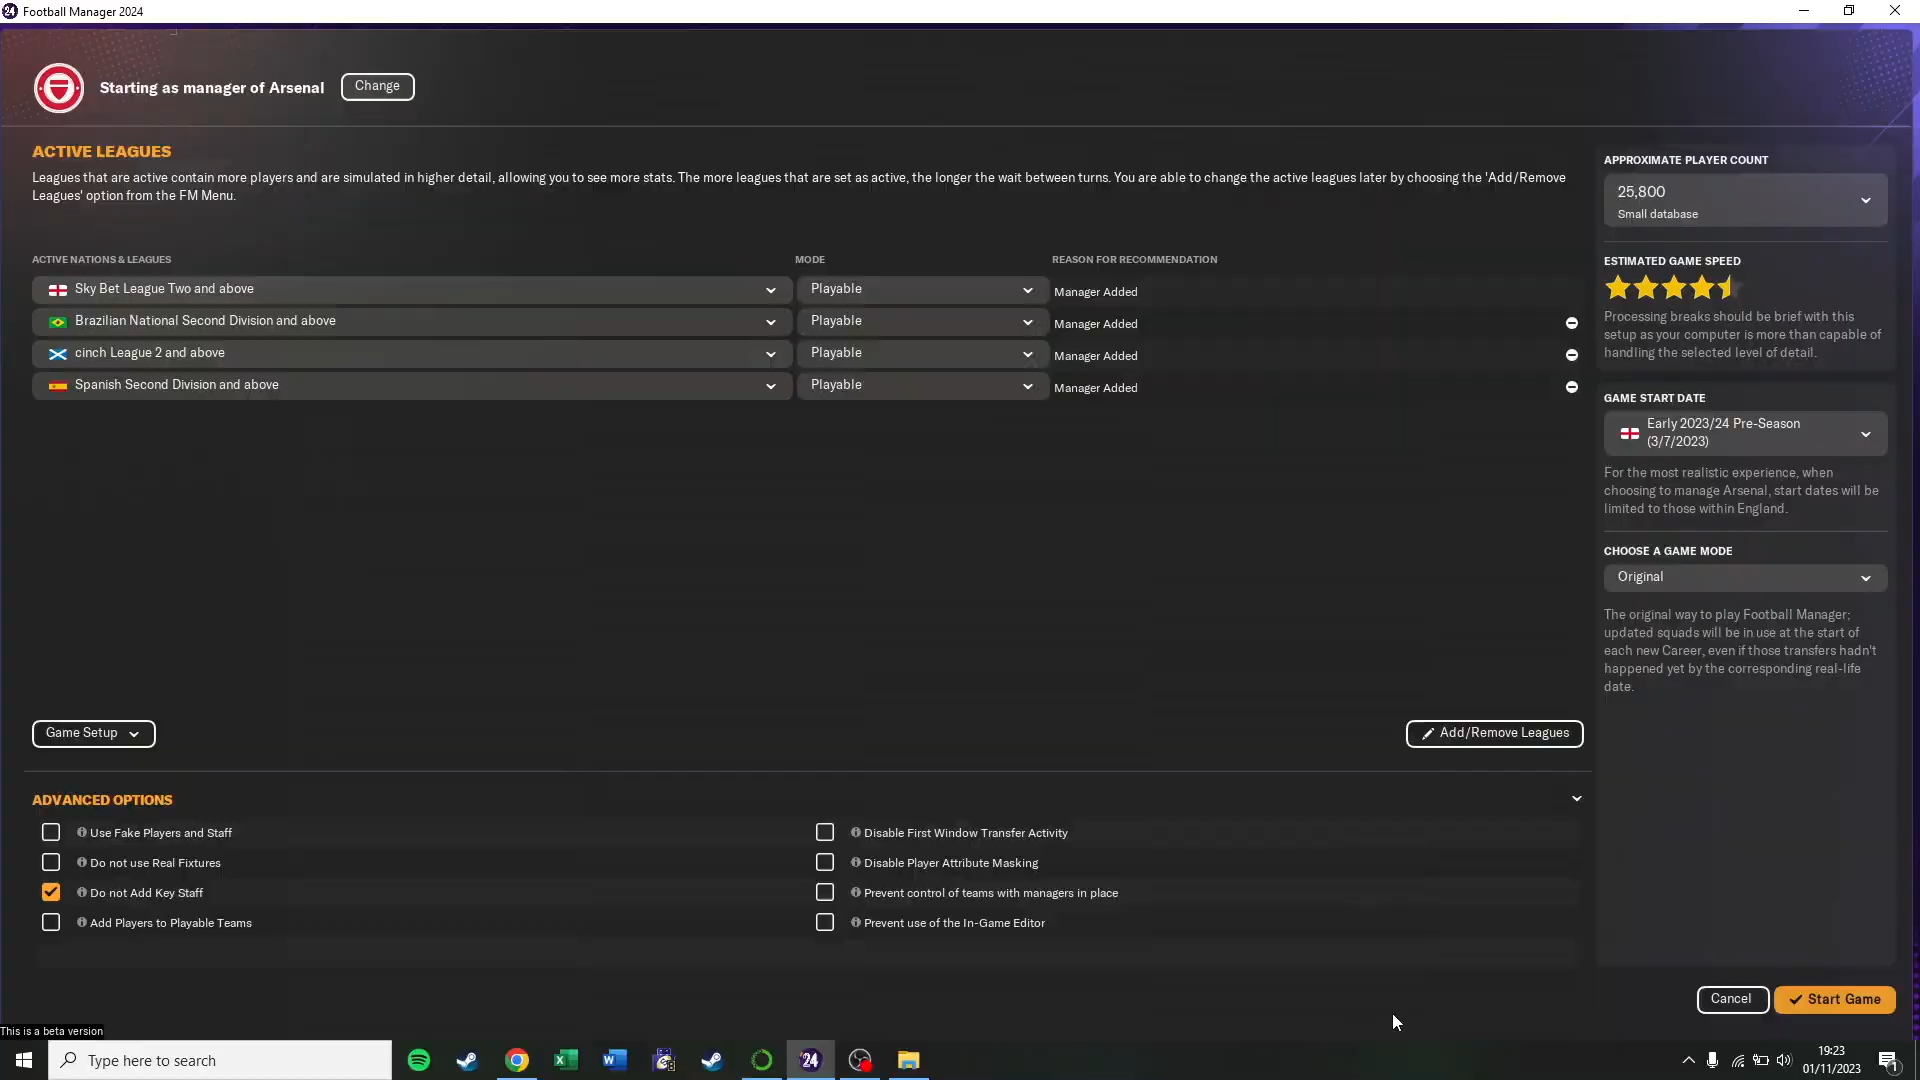 Football Manager 2024
Starting as manager of Arsenal
Change
ACTIVE LEAGUES
Leagues that are active contain more players and are simulated in higher detail, allowing you to see more stats. The more leagues that are set as active, the longer the wait between turns. You are able to change the active leagues later by choosing the 'Add/Remove
Leagues' option from the FM Menu.
ACTIVE NATIONS & LEAGUES
MODE
REASON FOR RECOMMENDATION
Sky Bet League Two and above
Playable
Manager Added
Brazilian National Second Division and above
Playable
Manager Added
cinch League 2 and above
Playable
Manager Added
Spanish Second Division and above
Playable
Manager Added
Game Setup
Add/Remove Leagues
APPROXIMATE PLAYER COUNT
25,800
Small database
ESTIMATED GAME SPEED
Processing breaks should be brief with this
setup as your computer is more than capable of
handling the selected level of detail.
GAME START DATE
Early 2023/24 Pre-Season
(3/7/2023)
For the most realistic experience, when
choosing to manage Arsenal, start dates will be
limited to those within England.
CHOOSE A GAME MODE
Original
The original way to play Football Manager;
updated squads will be in use at the start of
each new Career, even if those transfers hadn't
happened yet by the corresponding real-life
date.
ADVANCED OPTIONS
Use Fake Players and Staff
Disable First Window Transfer Activity
Do not use Real Fixtures
Disable Player Attribute Masking
Do not Add Key Staff
Prevent control of teams with managers in place
Add Players to Playable Teams
Prevent use of the In-Game Editor
Cancel
Start Game
This is a beta version
Type here to search
24
19:23
01/11/2023
1